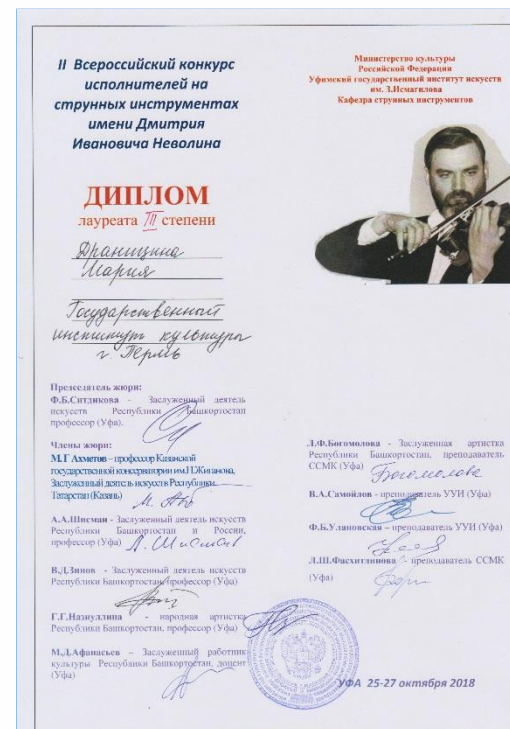 II Всероссийский конкурс
исполнителей на
струнных инструментах
имени Дмитрия
Ивановича Неволина
ДИПЛОМ
лауреата III степени
Драницина
Мария
Государственный
институт культуры
г Пермь
Председатель жюри:
Ф.Б.Ситдикова - Заслуженный деятель
искусств Республики Башкортостан
профессор (Уфа).
Члены жюри:
М.Г Ахметов – профессор Казанской
государственной консерватории им.Н.Жиганова,
Заслуженный деятель искусств Республики
Татарстан (Казань)
А.А.Шисман - Заслуженный деятель искусств
Республики Башкортостан и России,
профессор (Уфа)
А. Шисман
В.Д.Зинов - Заслуженный деятель искусств
Республики Башкортостан, профессор (Уфа)
Г.Г.Назиуллина - народная артистка
Республики Башкортостан, профессор (Уфа)
М.Д.Афанасьев – Заслуженный работник
культуры Республики Башкортостан, доцент
(Уфа)
Министерство культуры
Российской Федерации
Уфимский государственный институт искусств
им. З.Исмагилова
Кафедра струнных инструментов
Л.Ф.Богомолова - Заслуженная артистка
Республики Башкортостан, преподаватель
ССМК (Уфа)
Богомолова
В.А.Самойлов - преподаватель УУИ (Уфа)
Ф.Б.Улановская – преподаватель УУИ (Уфа)
Л.Ш.Фасхитдинова - преподаватель ССМК
(Уфа)
УФА 25-27 октября 2018